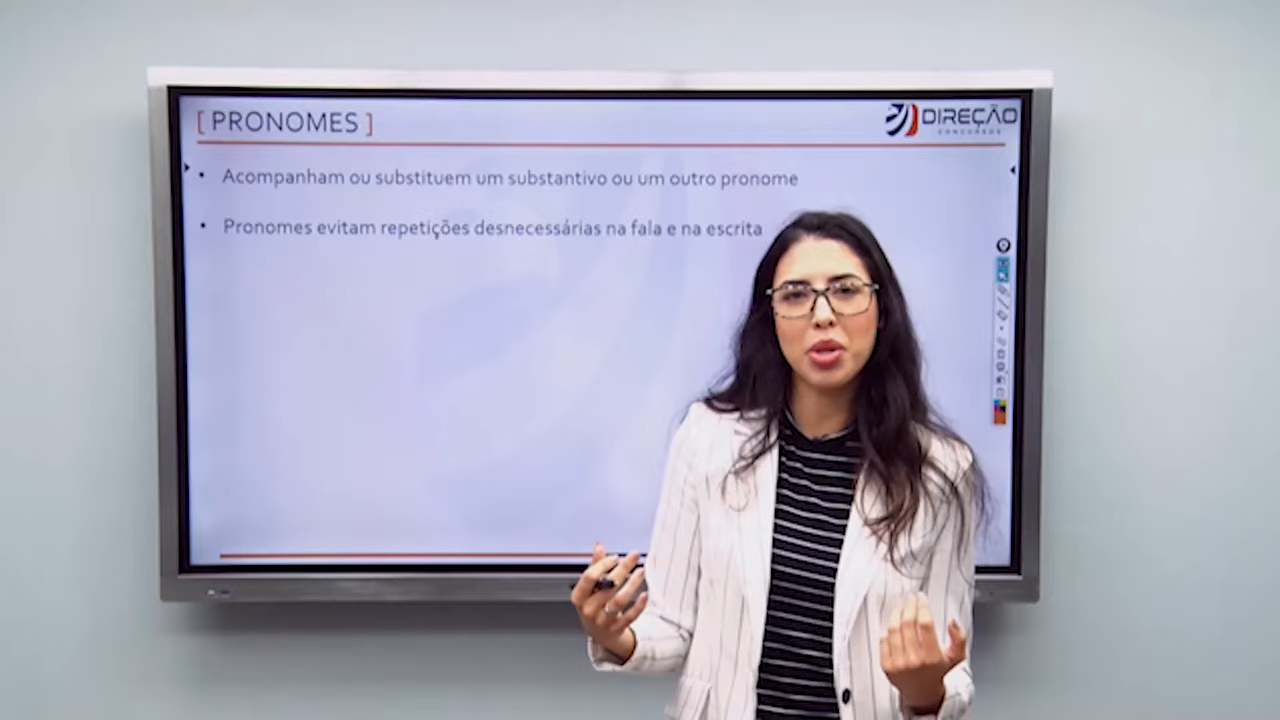 [ PRONOMES ]
DIREÇÃO
CONCURSOS
• Acompanham ou substituem um substantivo ou um outro pronome
• Pronomes evitam repetições desnecessárias na fala e na escrita